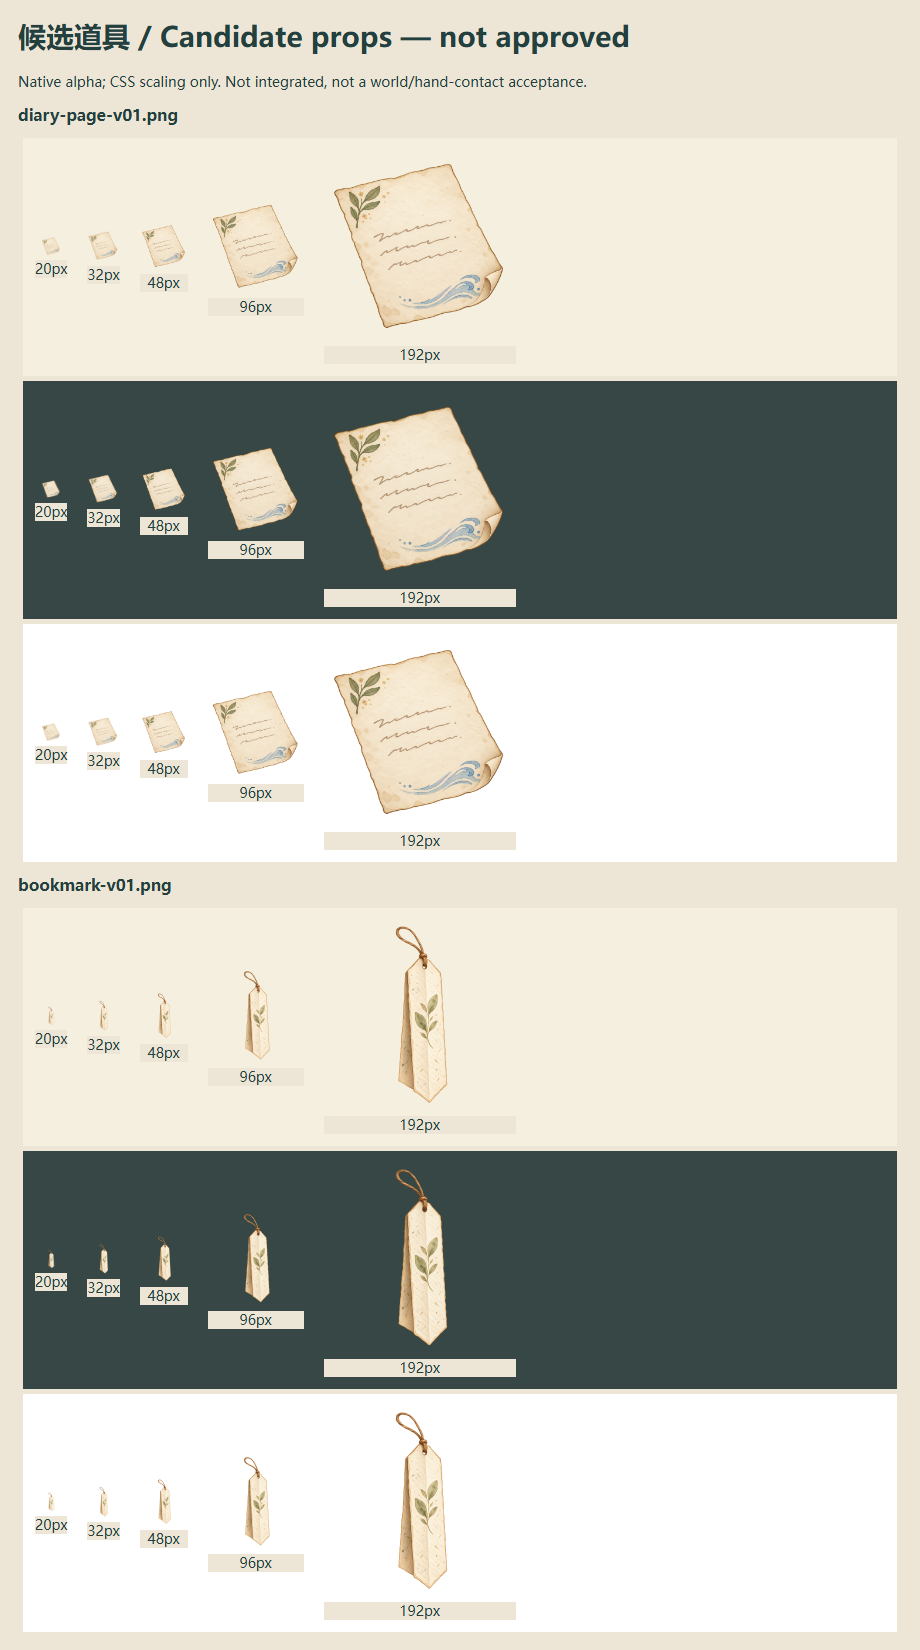 候选道具 / Candidate props — not approved
Native alpha; CSS scaling only. Not integrated, not a world/hand-contact acceptance.
diary-page-v01.png
20px 32px 48px 96px 192px
20px 32px 48px 96px 192px
20px 32px 48px 96px 192px
bookmark-v01.png
20px 32px 48px 96px 192px
20px 32px 48px 96px 192px
20px 32px 48px 96px 192px